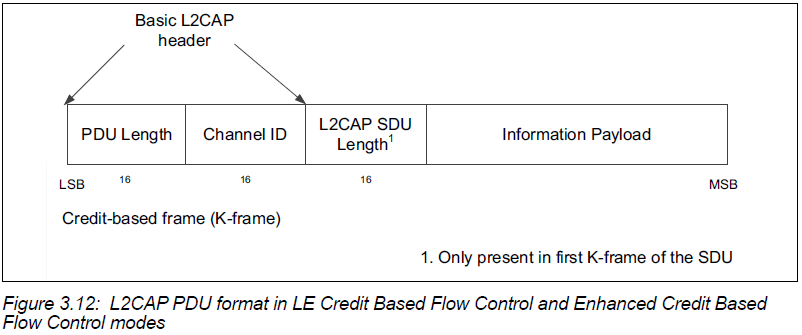 Basic L2CAP
header
PDU Length
Channel ID
L2CAP SDU
Length1
Information Payload
LSB
16
16
16
MSB
Credit-based frame (K-frame)
1. Only present in first K-frame of the SDU
Figure 3.12: L2CAP PDU format in LE Credit Based Flow Control and Enhanced Credit Based
Flow Control modes